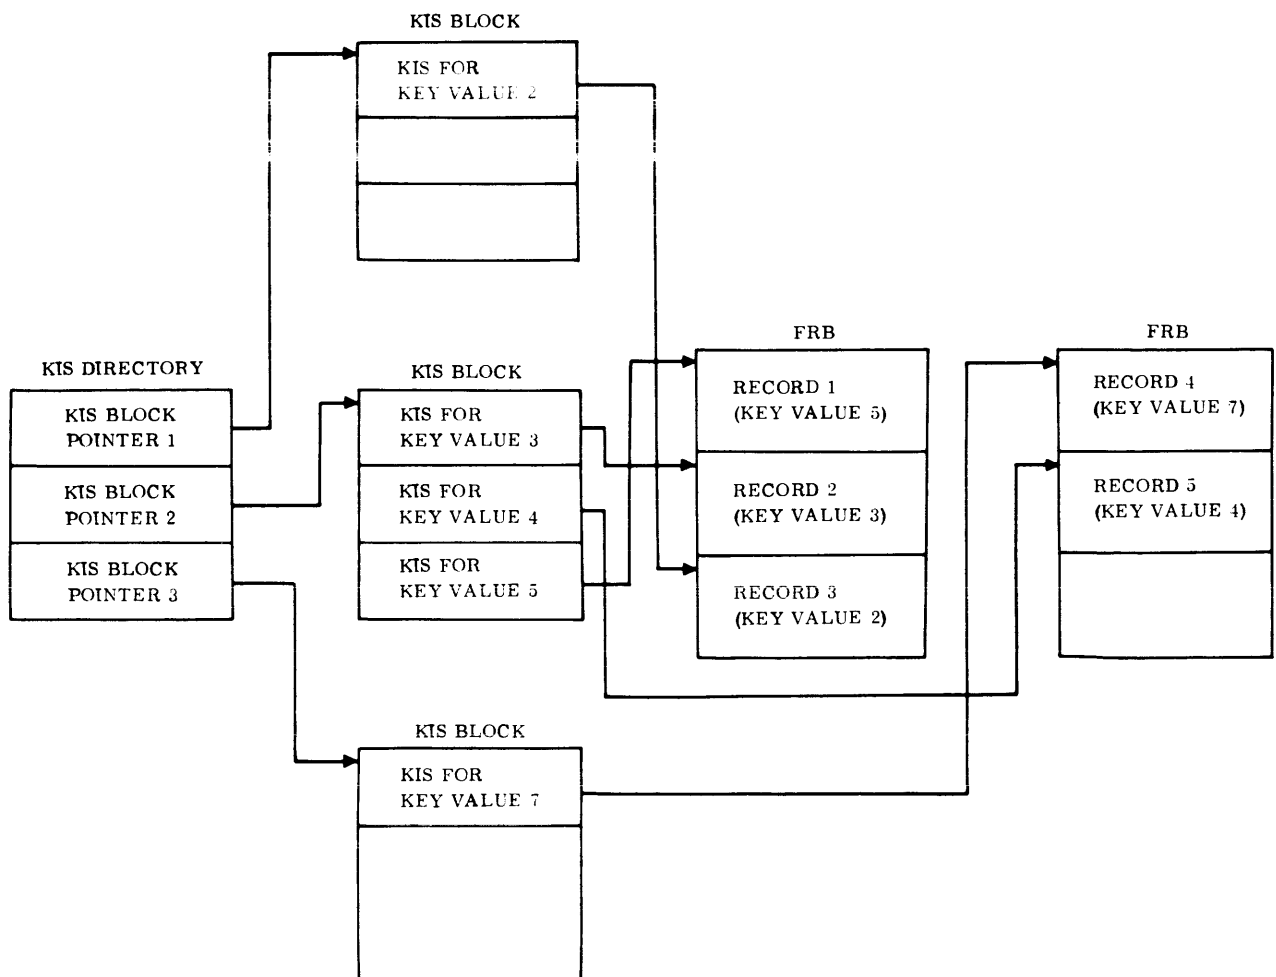 KIS BLOCK
KIS FOR
KEY VALUE 2
KIS DIRECTORY
KIS BLOCK
POINTER 1
KIS BLOCK
POINTER 2
KIS BLOCK
POINTER 3
KIS BLOCK
KIS FOR
KEY VALUE 3
KIS FOR
KEY VALUE 4
KIS FOR
KEY VALUE 5
FRB
RECORD 1
(KEY VALUE 5)
RECORD 2
(KEY VALUE 3)
RECORD 3
(KEY VALUE 2)
FRB
RECORD 4
(KEY VALUE 7)
RECORD 5
(KEY VALUE 4)
KIS BLOCK
KIS FOR
KEY VALUE 7